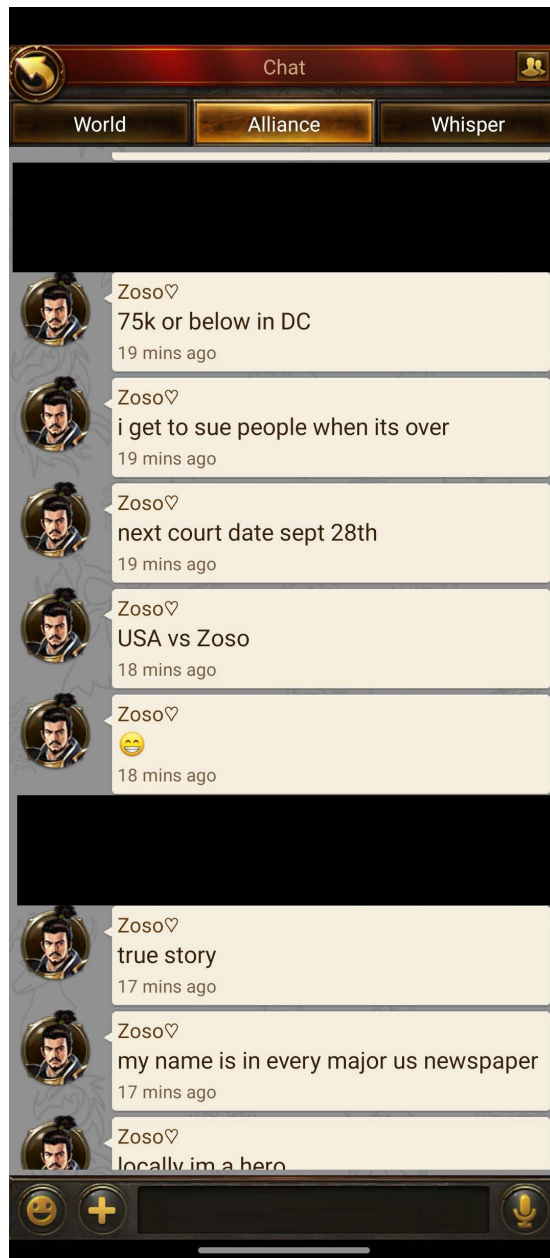 Chat
World
Alliance
Whisper
Zoso♡
75k or below in DC
19 mins ago
Zoso♡
i get to sue people when its over
19 mins ago
Zoso♡
next court date sept 28th
19 mins ago
Zoso♡
USA vs Zoso
18 mins ago
Zoso♡
😁
18 mins ago
Zoso♡
true story
17 mins ago
Zoso♡
my name is in every major us newspaper
17 mins ago
Zoso♡
locally im a hero